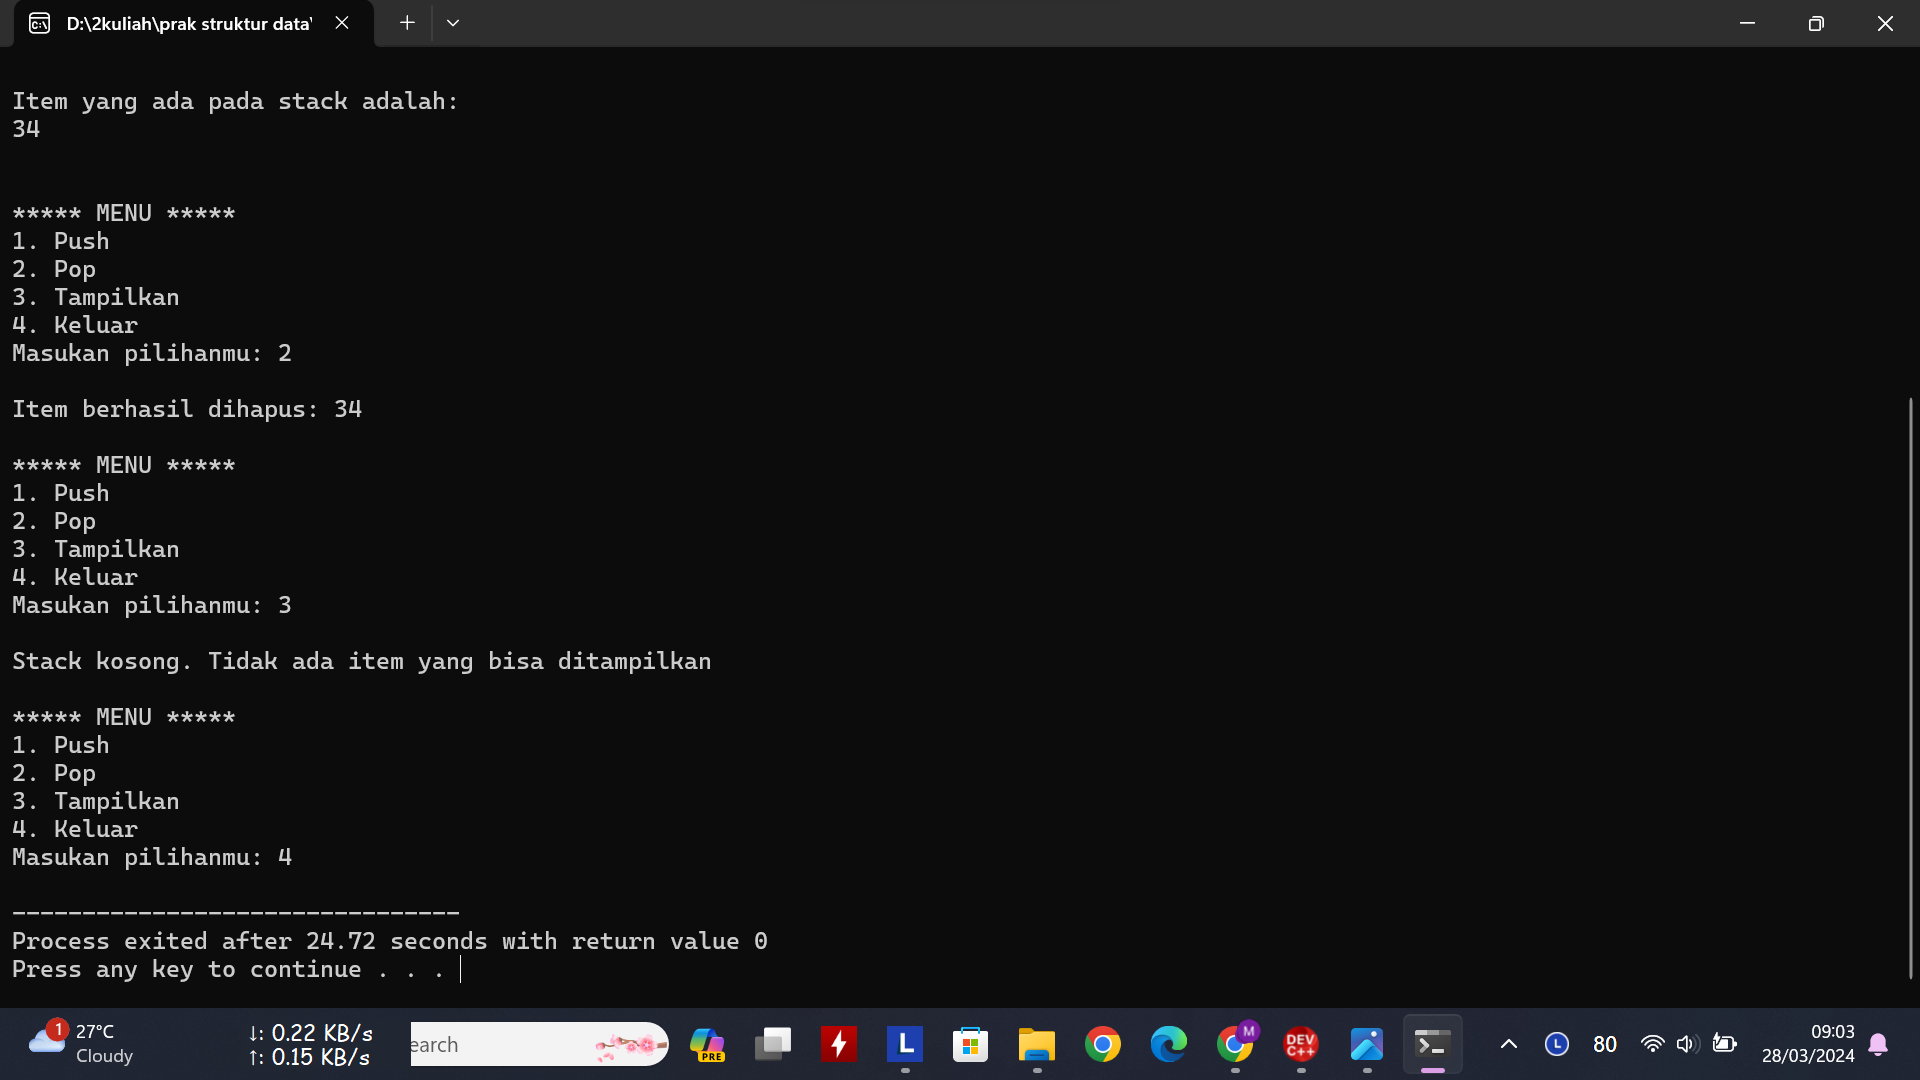 D:\2kuliah\prak struktur data\
Item yang ada pada stack adalah:
34
***** MENU *****
1. Push
2. Pop
3. Tampilkan
4. Keluar
Masukan pilihanmu: 2
Item berhasil dihapus: 34
***** MENU *****
1. Push
2. Pop
3. Tampilkan
4. Keluar
Masukan pilihanmu: 3
Stack kosong. Tidak ada item yang bisa ditampilkan
***** MENU *****
1. Push
2. Pop
3. Tampilkan
4. Keluar
Masukan pilihanmu: 4
--------------------------------
Process exited after 24.72 seconds with return value 0
Press any key to continue . . .
1
27°C
Cloudy
↓: 0.22 KB/s
↑: 0.15 KB/s
earch
PRE
L
M
DEV
C++
L
80
09:03
28/03/2024